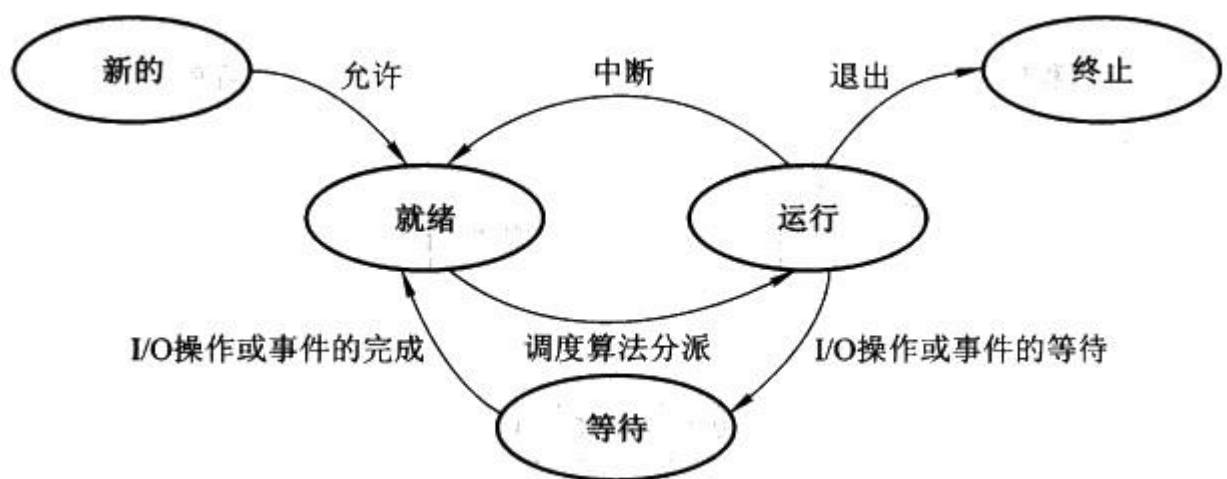 新的
允许
中断
退出
终止
就绪
运行
I/O操作或事件的完成
调度算法分派
I/O操作或事件的等待
等待